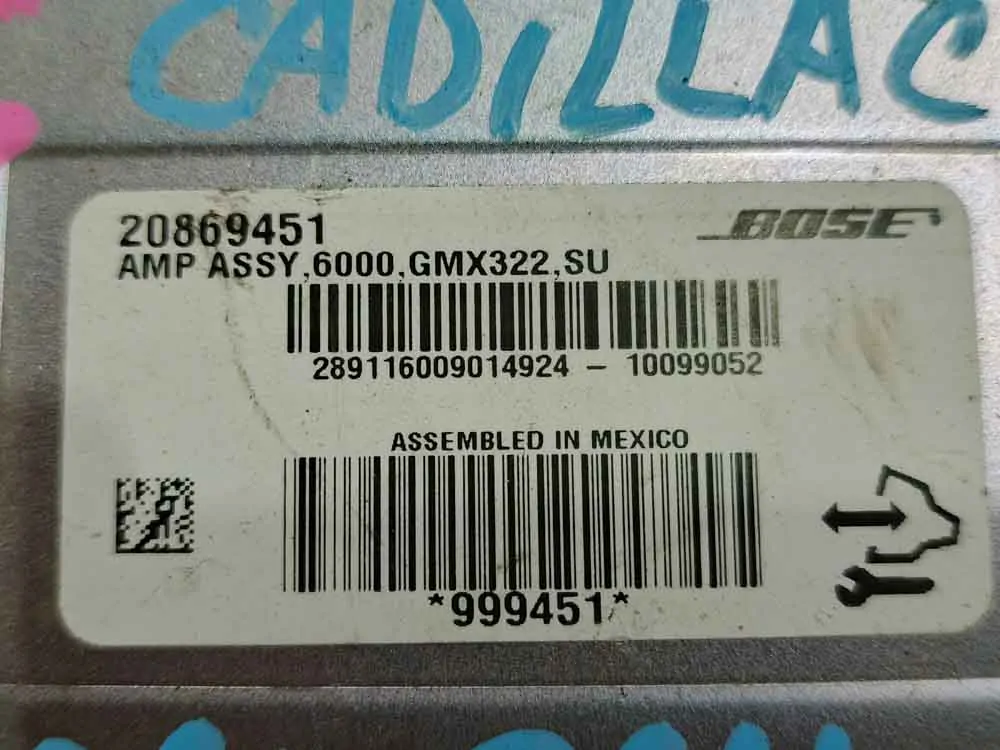 CADILLAC
20869451
BOSE
AMP ASSY,6000,GMX322,SU
289116009014924 - 10099052
ASSEMBLED IN MEXICO
*999451*